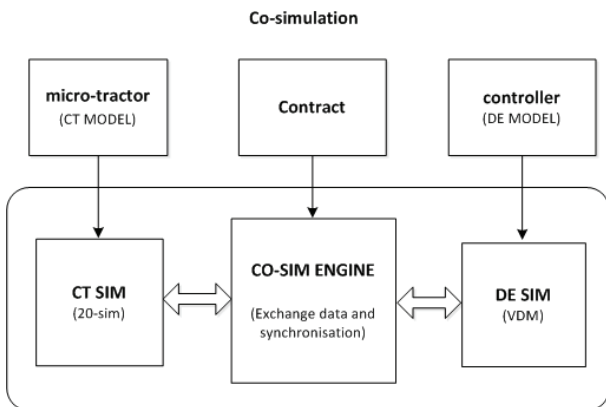 Co-simulation
micro-tractor
(CT MODEL)
Contract
controller
(DE MODEL)
CT SIM
(20-sim)
CO-SIM ENGINE
(Exchange data and
synchronisation)
DE SIM
(VDM)